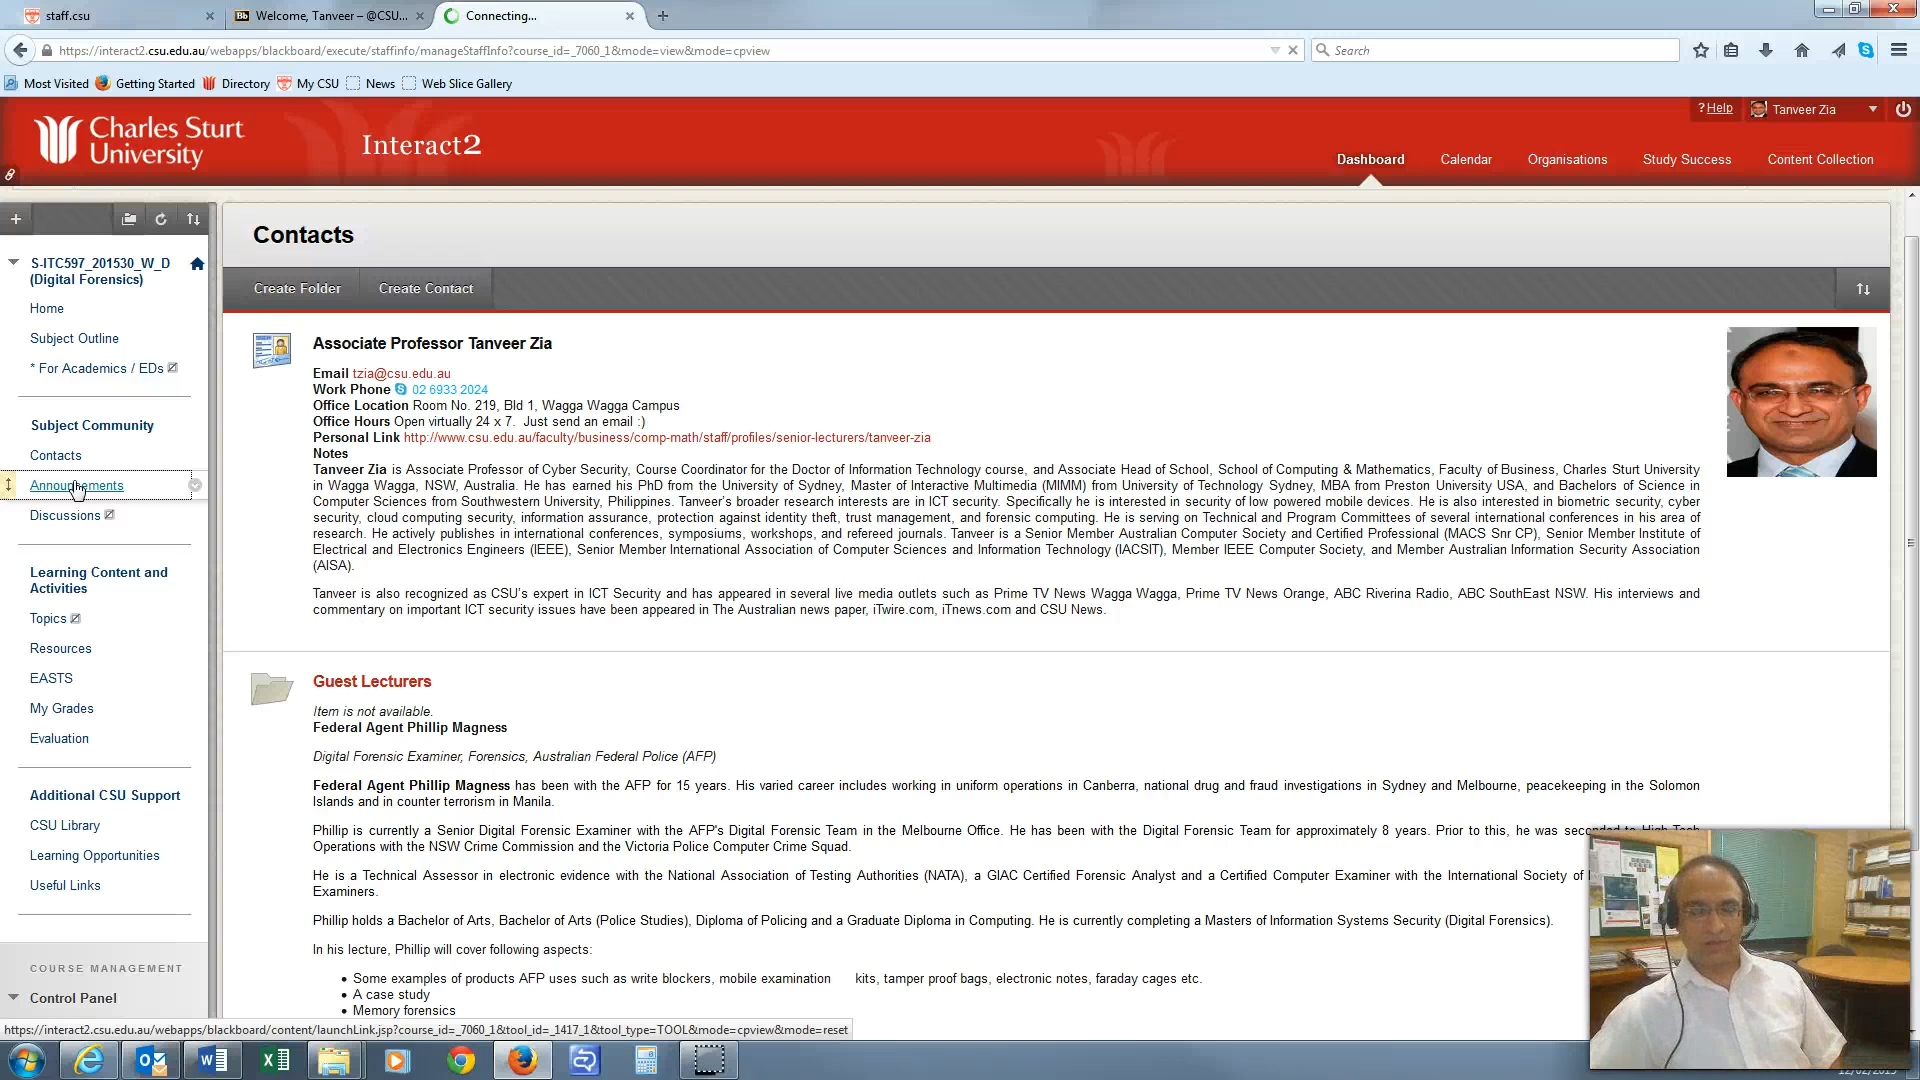 staff.csu
Welcome, Tanveer – @CSU...
Connecting...
https://interact2.csu.edu.au/webapps/blackboard/execute/staffinfo/manageStaffInfo?course_id=_7060_1&mode=view&mode=cpview
Search
Most Visited
Getting Started
Directory
My CSU
News
Web Slice Gallery
? Help
Tanveer Zia
Charles Sturt
University
Interact2
Dashboard
Calendar
Organisations
Study Success
Content Collection
S-ITC597_201530_W_D
(Digital Forensics)
Home
Subject Outline
* For Academics / EDs
Subject Community
Contacts
Announcements
Discussions
Learning Content and
Activities
Topics
Resources
EASTS
My Grades
Evaluation
Additional CSU Support
CSU Library
Learning Opportunities
Useful Links
COURSE MANAGEMENT
Control Panel
Contacts
Create Folder
Create Contact
Associate Professor Tanveer Zia
Email tzia@csu.edu.au
Work Phone 02 6933 2024
Office Location Room No. 219, Bld 1, Wagga Wagga Campus
Office Hours Open virtually 24 x 7. Just send an email :)
Personal Link http://www.csu.edu.au/faculty/business/comp-math/staff/profiles/senior-lecturers/tanveer-zia
Notes
Tanveer Zia is Associate Professor of Cyber Security, Course Coordinator for the Doctor of Information Technology course, and Associate Head of School, School of Computing & Mathematics, Faculty of Business, Charles Sturt University
in Wagga Wagga, NSW, Australia. He has earned his PhD from the University of Sydney, Master of Interactive Multimedia (MIMM) from University of Technology Sydney, MBA from Preston University USA, and Bachelors of Science in
Computer Sciences from Southwestern University, Philippines. Tanveer's broader research interests are in ICT security. Specifically he is interested in security of low powered mobile devices. He is also interested in biometric security, cyber
security, cloud computing security, information assurance, protection against identity theft, trust management, and forensic computing. He is serving on Technical and Program Committees of several international conferences in his area of
research. He actively publishes in international conferences, symposiums, workshops, and refereed journals. Tanveer is a Senior Member Australian Computer Society and Certified Professional (MACS Snr CP), Senior Member Institute of
Electrical and Electronics Engineers (IEEE), Senior Member International Association of Computer Sciences and Information Technology (IACSIT), Member IEEE Computer Society, and Member Australian Information Security Association
(AISA).
Tanveer is also recognized as CSU's expert in ICT Security and has appeared in several live media outlets such as Prime TV News Wagga Wagga, Prime TV News Orange, ABC Riverina Radio, ABC SouthEast NSW. His interviews and
commentary on important ICT security issues have been appeared in The Australian news paper, iTwire.com, iTnews.com and CSU News.
Guest Lecturers
Item is not available.
Federal Agent Phillip Magness
Digital Forensic Examiner, Forensics, Australian Federal Police (AFP)
Federal Agent Phillip Magness has been with the AFP for 15 years. His varied career includes working in uniform operations in Canberra, national drug and fraud investigations in Sydney and Melbourne, peacekeeping in the Solomon
Islands and in counter terrorism in Manila.
Phillip is currently a Senior Digital Forensic Examiner with the AFP's Digital Forensic Team in the Melbourne Office. He has been with the Digital Forensic Team for approximately 8 years. Prior to this, he was seconded to High Tech
Operations with the NSW Crime Commission and the Victoria Police Computer Crime Squad.
He is a Technical Assessor in electronic evidence with the National Association of Testing Authorities (NATA), a GIAC Certified Forensic Analyst and a Certified Computer Examiner with the International Society of
Examiners.
Phillip holds a Bachelor of Arts, Bachelor of Arts (Police Studies), Diploma of Policing and a Graduate Diploma in Computing. He is currently completing a Masters of Information Systems Security (Digital Forensics).
In his lecture, Phillip will cover following aspects:
• Some examples of products AFP uses such as write blockers, mobile examination kits, tamper proof bags, electronic notes, faraday cages etc.
• A case study
• Memory forensics
https://interact2.csu.edu.au/webapps/blackboard/content/launchLink.jsp?course_id=_7060_1&tool_id=_1417_1&tool_type=TOOL&mode=cpview&mode=reset